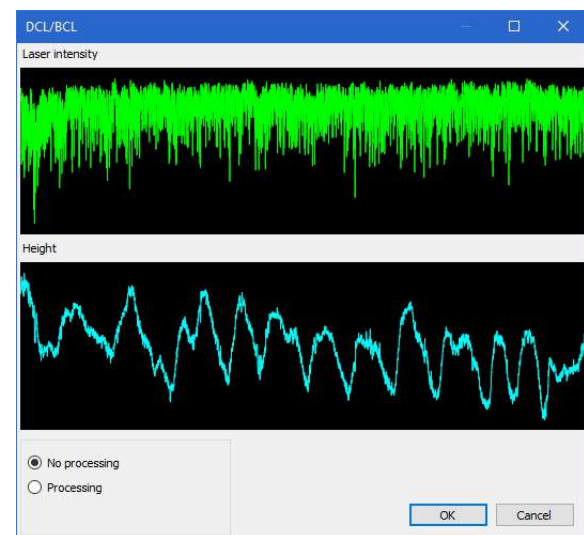 DCL/BCL
Laser intensity
Height
No processing
Processing
OK
Cancel